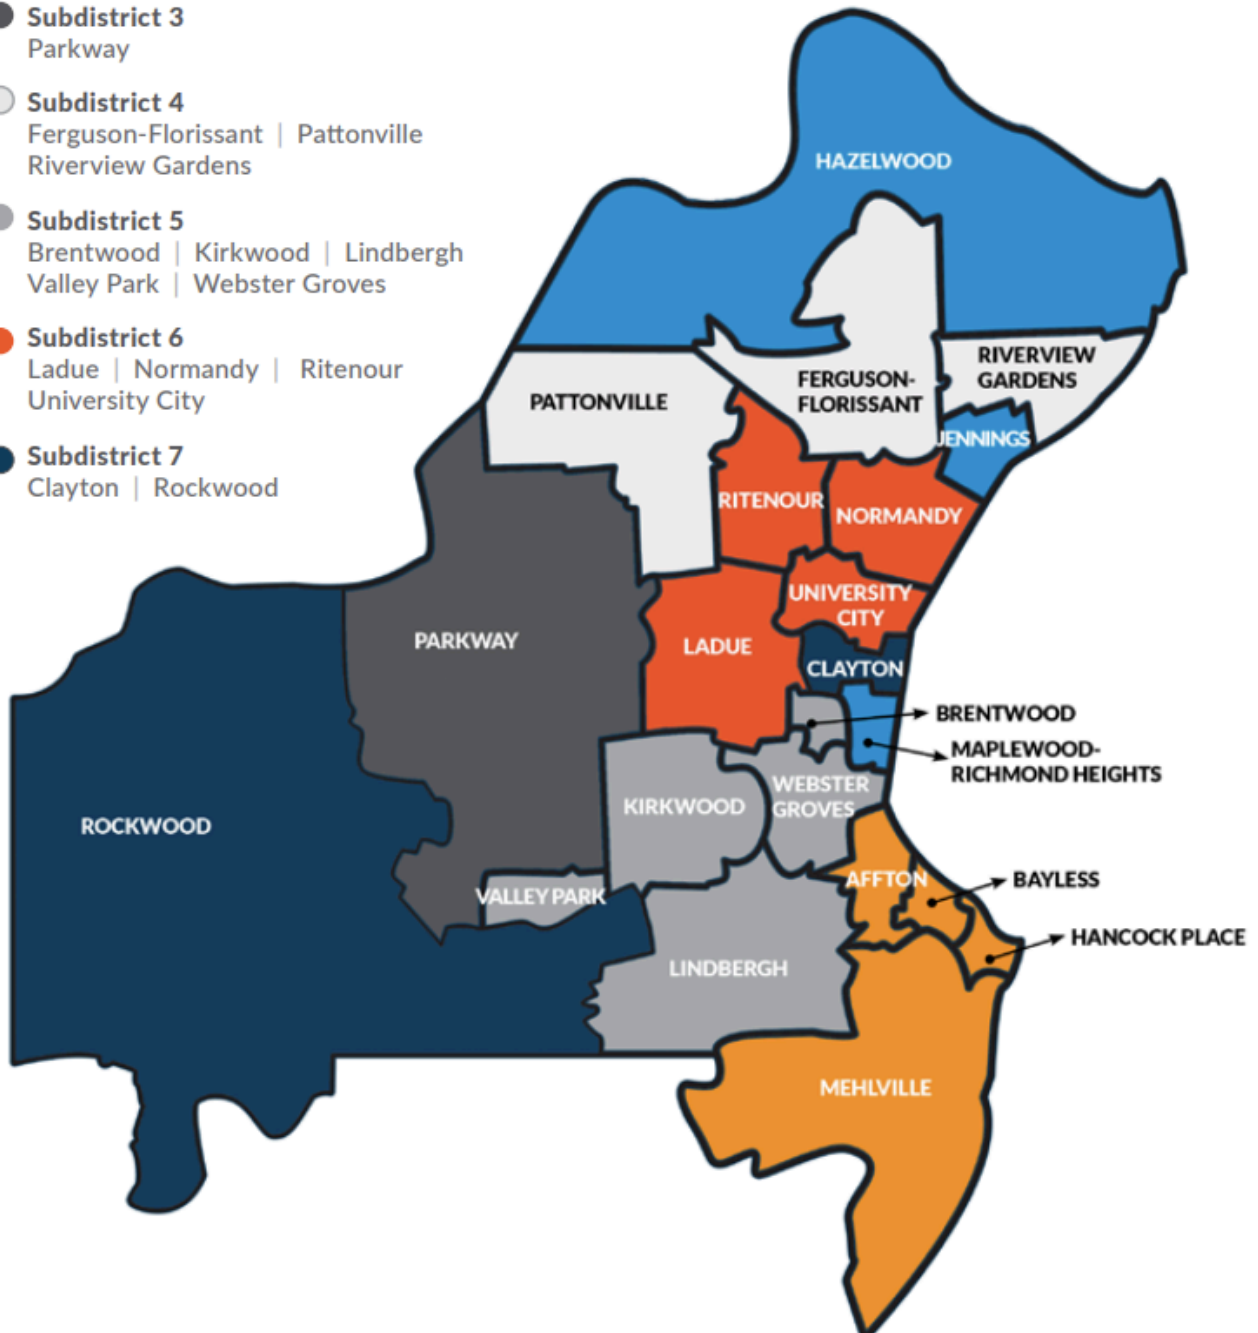 Subdistrict 3
Parkway
Subdistrict 4
Ferguson-Florissant | Pattonville
Riverview Gardens
Subdistrict 5
Brentwood | Kirkwood | Lindbergh
Valley Park | Webster Groves
Subdistrict 6
Ladue | Normandy | Ritenour
University City
Subdistrict 7
Clayton | Rockwood
HAZELWOOD
RIVERVIEW
GARDENS
FERGUSON-
FLORISSANT
PATTONVILLE
JENNINGS
RITENOUR
NORMANDY
UNIVERSITY
CITY
PARKWAY
LADUE
CLAYTON
BRENTWOOD
MAPLEWOOD-
RICHMOND HEIGHTS
WEBSTER
GROVES
KIRKWOOD
ROCKWOOD
AFFTON
BAYLESS
VALLEY PARK
HANCOCK PLACE
LINDBERGH
MEHLVILLE